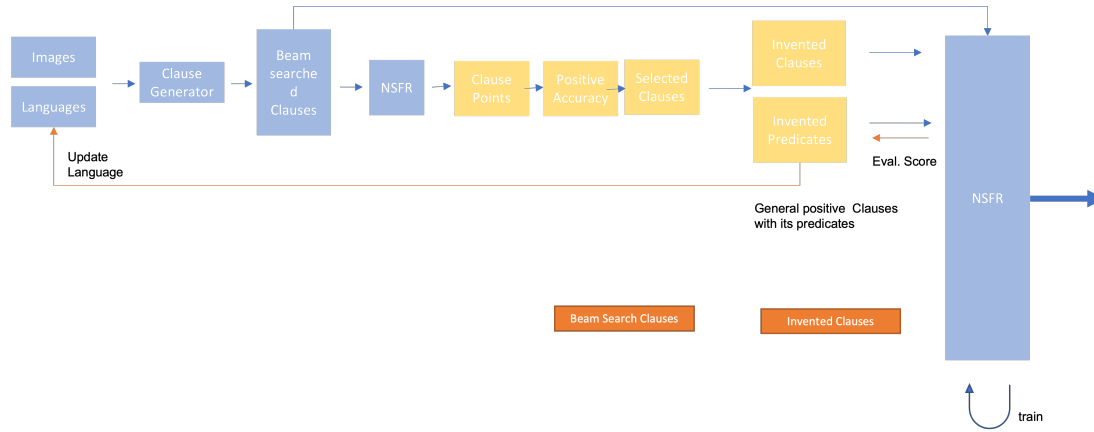 Images
Languages
Clause
Generator
Beam
searche
d
Clauses
NSFR
Clause
Points
Positive
Accuracy
Selected
Clauses
Invented
Clauses
Invented
Predicates
Eval. Score
NSFR
Update
Language
General positive  Clauses
with its predicates
Beam Search Clauses
Invented Clauses
train